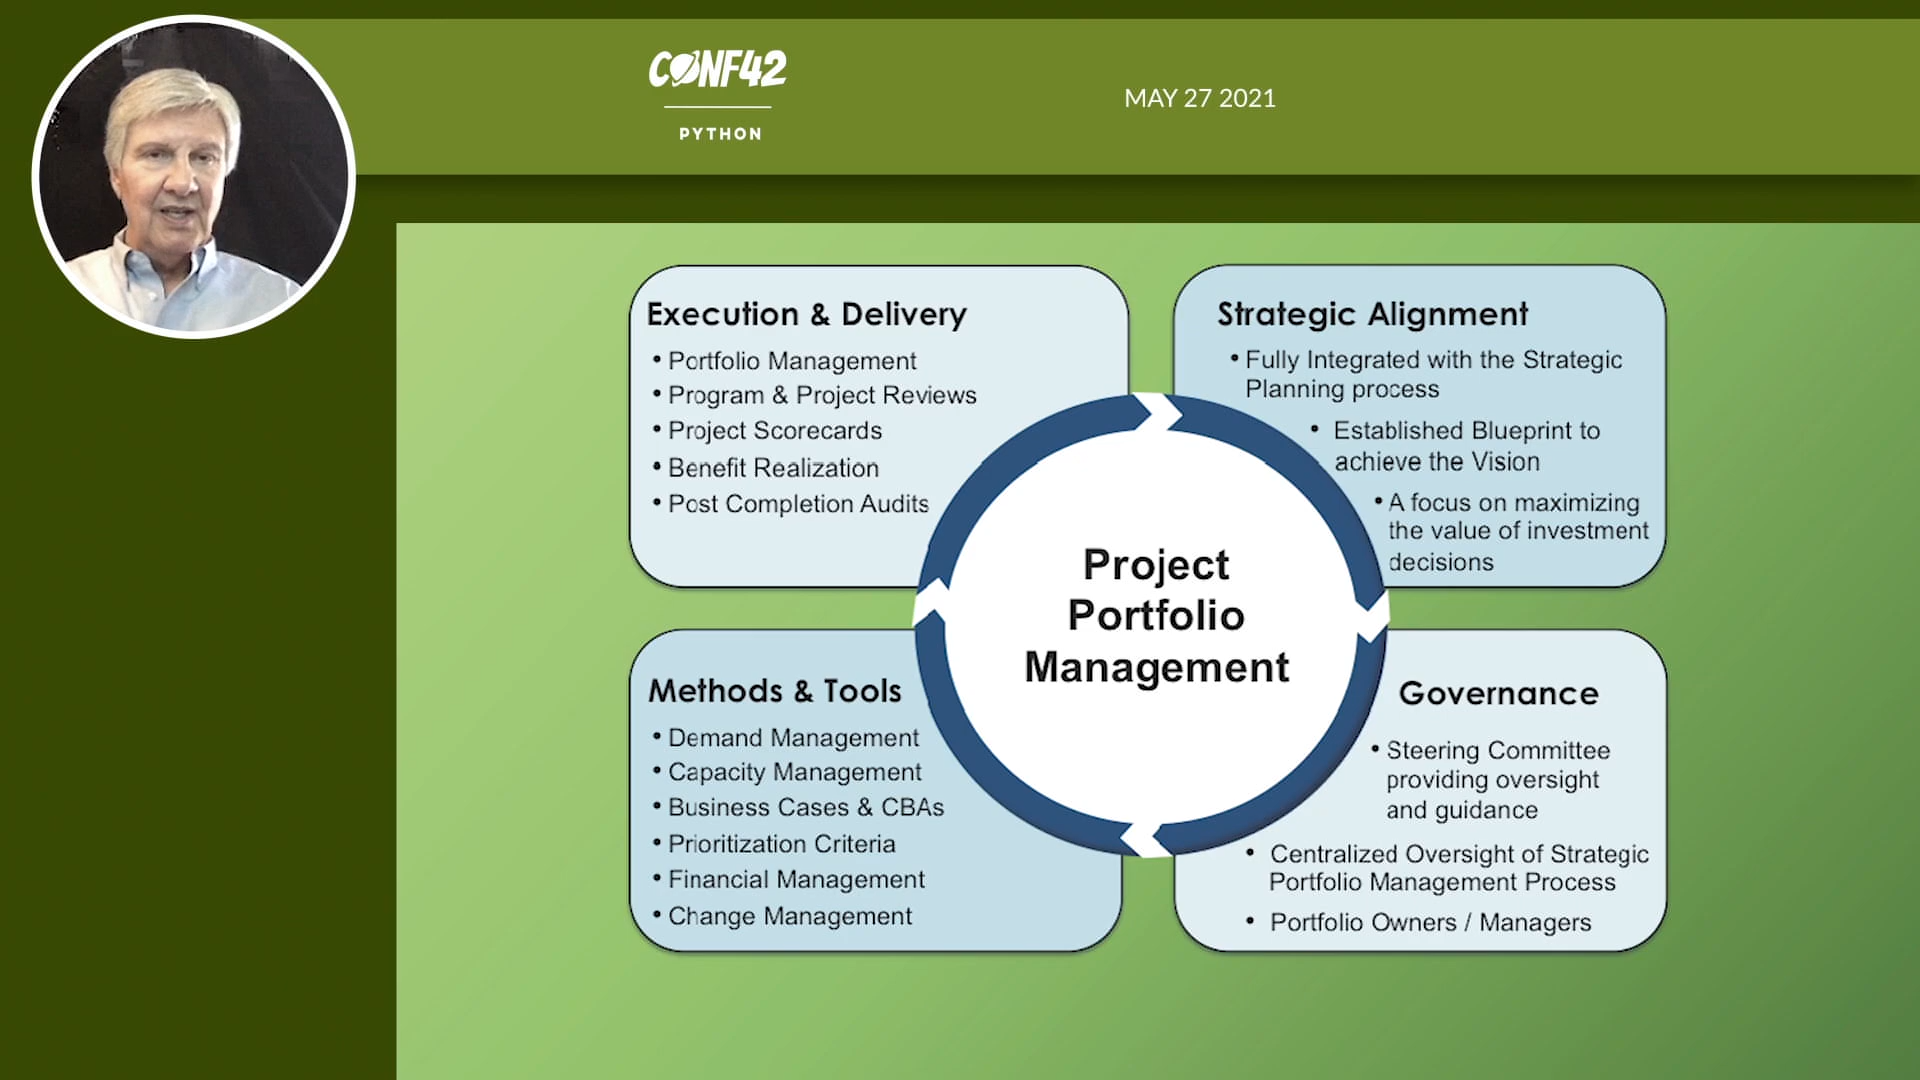 CONF42
PYTHON
MAY 27 2021
Execution & Delivery
• Portfolio Management
• Program & Project Reviews
• Project Scorecards
• Benefit Realization
• Post Completion Audits
Strategic Alignment
• Fully Integrated with the Strategic
Planning process
• Established Blueprint to
achieve the Vision
• A focus on maximizing
the value of investment
decisions
Project
Portfolio
Management
Methods & Tools
• Demand Management
• Capacity Management
• Business Cases & CBAs
• Prioritization Criteria
• Financial Management
• Change Management
Governance
• Steering Committee
providing oversight
and guidance
• Centralized Oversight of Strategic
Portfolio Management Process
• Portfolio Owners / Managers